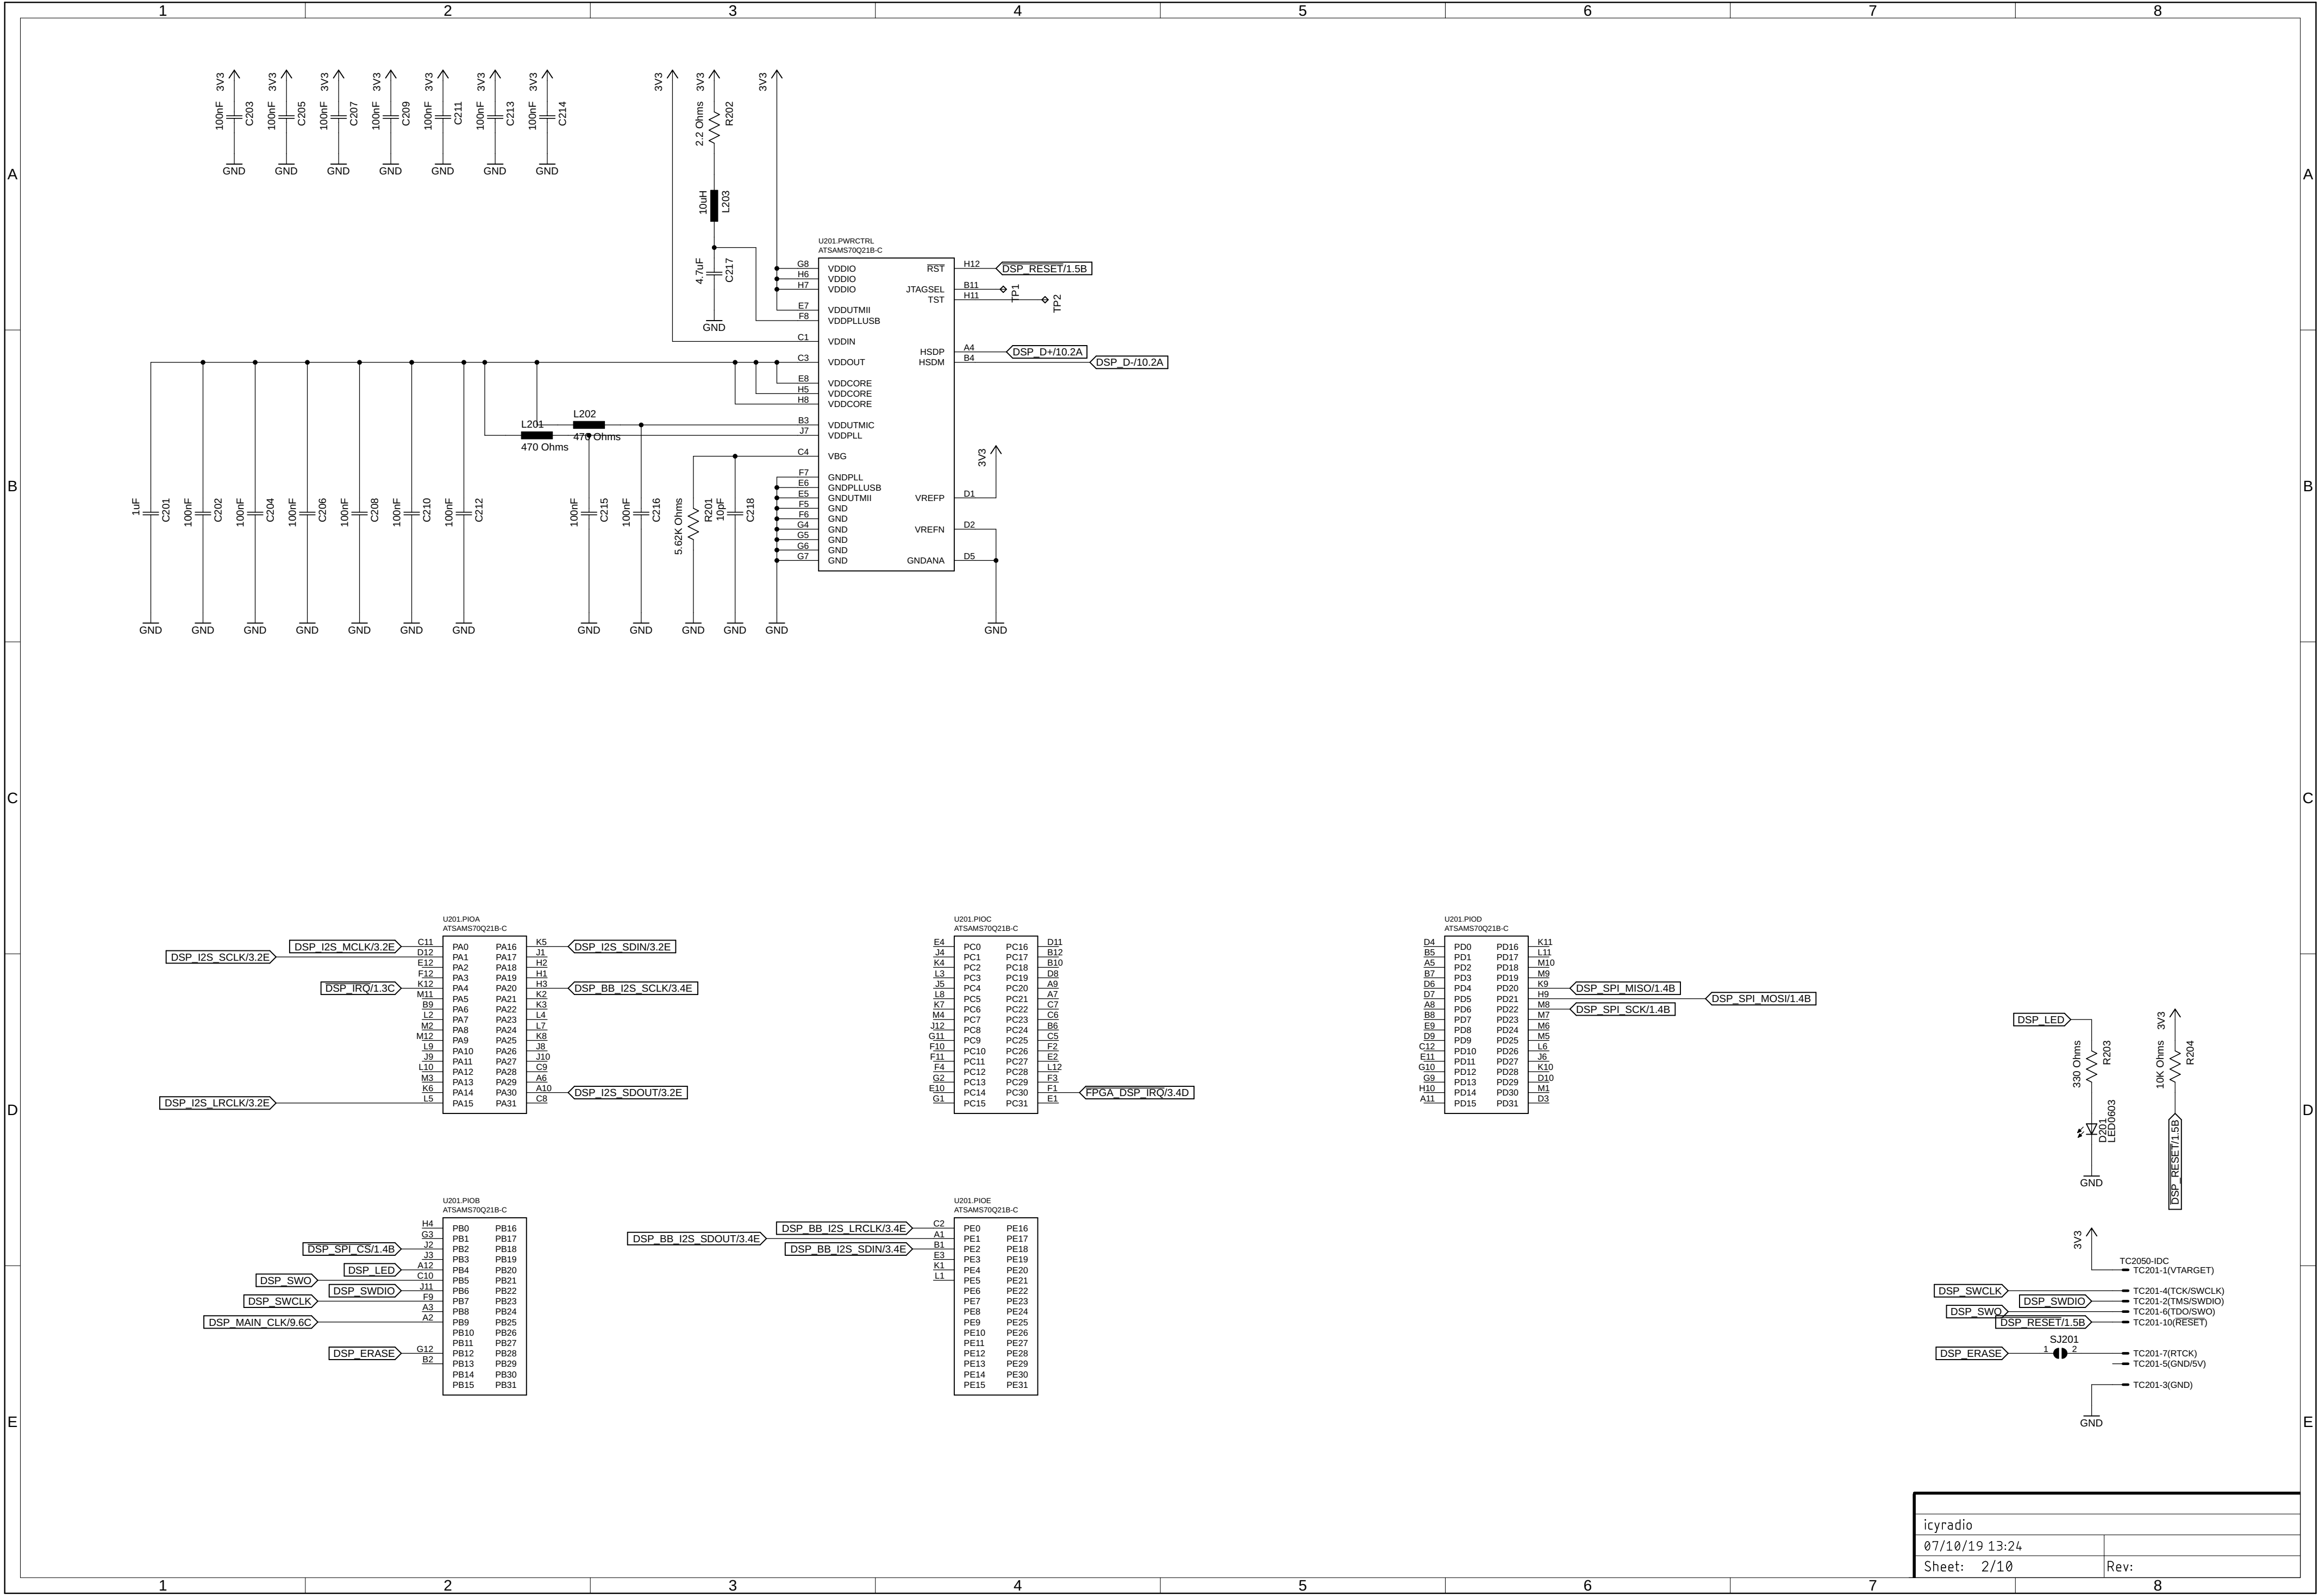 1 2 3 4 5 6 7 8
A A
B B
C C
D D
E E
3V3 3V3 3V3 3V3 3V3 3V3 3V3
100nF C203
100nF C205
100nF C207
100nF C209
100nF C211
100nF C213
100nF C214
GND GND GND GND GND GND GND
3V3 3V3 3V3
2.2 Ohms R202
10uH L203
4.7uF C217
GND
U201.PWRCTRL
ATSAMS70Q21B-C
G8 VDDIO RST H12 DSP_RESET/1.5B
H6 VDDIO
H7 VDDIO JTAGSEL B11 TP1
TST H11 TP2
E7 VDDUTMII
F8 VDDPLLUSB
C1 VDDIN
HSDP A4 DSP_D+/10.2A
C3 VDDOUT HSDM B4 DSP_D-/10.2A
E8 VDDCORE
H5 VDDCORE
H8 VDDCORE
B3 VDDUTMIC
J7 VDDPLL
C4 VBG
F7 GNDPLL
E6 GNDPLLUSB
E5 GNDUTMII VREFP D1 3V3
F5 GND
F6 GND
G4 GND VREFN D2
G5 GND
G6 GND
G7 GND GNDANA D5
L202
470 Ohms
L201
470 Ohms
1uF C201
100nF C202
100nF C204
100nF C206
100nF C208
100nF C210
100nF C212
100nF C215
100nF C216
5.62K Ohms R201
10pF C218
GND GND GND GND GND GND GND GND GND GND GND GND GND
U201.PIOA
ATSAMS70Q21B-C
DSP_I2S_MCLK/3.2E C11 PA0 PA16 K5 DSP_I2S_SDIN/3.2E
DSP_I2S_SCLK/3.2E D12 PA1 PA17 J1
E12 PA2 PA18 H2
F12 PA3 PA19 H1
DSP_IRQ/1.3C K12 PA4 PA20 H3 DSP_BB_I2S_SCLK/3.4E
M11 PA5 PA21 K2
B9 PA6 PA22 K3
L2 PA7 PA23 L4
M2 PA8 PA24 L7
M12 PA9 PA25 K8
L9 PA10 PA26 J8
J9 PA11 PA27 J10
L10 PA12 PA28 C9
M3 PA13 PA29 A6
K6 PA14 PA30 A10 DSP_I2S_SDOUT/3.2E
DSP_I2S_LRCLK/3.2E L5 PA15 PA31 C8
U201.PIOC
ATSAMS70Q21B-C
E4 PC0 PC16 D11
J4 PC1 PC17 B12
K4 PC2 PC18 B10
L3 PC3 PC19 D8
J5 PC4 PC20 A9
L8 PC5 PC21 A7
K7 PC6 PC22 C7
M4 PC7 PC23 C6
J12 PC8 PC24 B6
G11 PC9 PC25 C5
F10 PC10 PC26 F2
F11 PC11 PC27 E2
F4 PC12 PC28 L12
G2 PC13 PC29 F3
E10 PC14 PC30 F1 FPGA_DSP_IRQ/3.4D
G1 PC15 PC31 E1
U201.PIOD
ATSAMS70Q21B-C
D4 PD0 PD16 K11
B5 PD1 PD17 L11
A5 PD2 PD18 M10
B7 PD3 PD19 M9
D6 PD4 PD20 K9 DSP_SPI_MISO/1.4B
D7 PD5 PD21 H9 DSP_SPI_MOSI/1.4B
A8 PD6 PD22 M8 DSP_SPI_SCK/1.4B
B8 PD7 PD23 M7
E9 PD8 PD24 M6
D9 PD9 PD25 M5
C12 PD10 PD26 L6
E11 PD11 PD27 J6
G10 PD12 PD28 K10
G9 PD13 PD29 D10
H10 PD14 PD30 M1
A11 PD15 PD31 D3
DSP_LED
330 Ohms R203
D201
LED0603
GND
3V3
10K Ohms R204
DSP_RESET/1.5B
U201.PIOB
ATSAMS70Q21B-C
H4 PB0 PB16
G3 PB1 PB17
DSP_SPI_CS/1.4B J2 PB2 PB18
J3 PB3 PB19
DSP_LED A12 PB4 PB20
DSP_SWO C10 PB5 PB21
DSP_SWDIO J11 PB6 PB22
DSP_SWCLK F9 PB7 PB23
A3 PB8 PB24
DSP_MAIN_CLK/9.6C A2 PB9 PB25
PB10 PB26
PB11 PB27
DSP_ERASE G12 PB12 PB28
B2 PB13 PB29
PB14 PB30
PB15 PB31
U201.PIOE
ATSAMS70Q21B-C
DSP_BB_I2S_LRCLK/3.4E C2 PE0 PE16
DSP_BB_I2S_SDOUT/3.4E A1 PE1 PE17
DSP_BB_I2S_SDIN/3.4E B1 PE2 PE18
E3 PE3 PE19
K1 PE4 PE20
L1 PE5 PE21
PE6 PE22
PE7 PE23
PE8 PE24
PE9 PE25
PE10 PE26
PE11 PE27
PE12 PE28
PE13 PE29
PE14 PE30
PE15 PE31
3V3
TC2050-IDC
TC201-1(VTARGET)
DSP_SWCLK TC201-4(TCK/SWCLK)
DSP_SWDIO TC201-2(TMS/SWDIO)
DSP_SWO TC201-6(TDO/SWO)
DSP_RESET/1.5B TC201-10(RESET)
SJ201
DSP_ERASE 1 2 TC201-7(RTCK)
TC201-5(GND/5V)
TC201-3(GND)
GND
icyradio
07/10/19 13:24
Sheet: 2/10 Rev:
1 2 3 4 5 6 7 8